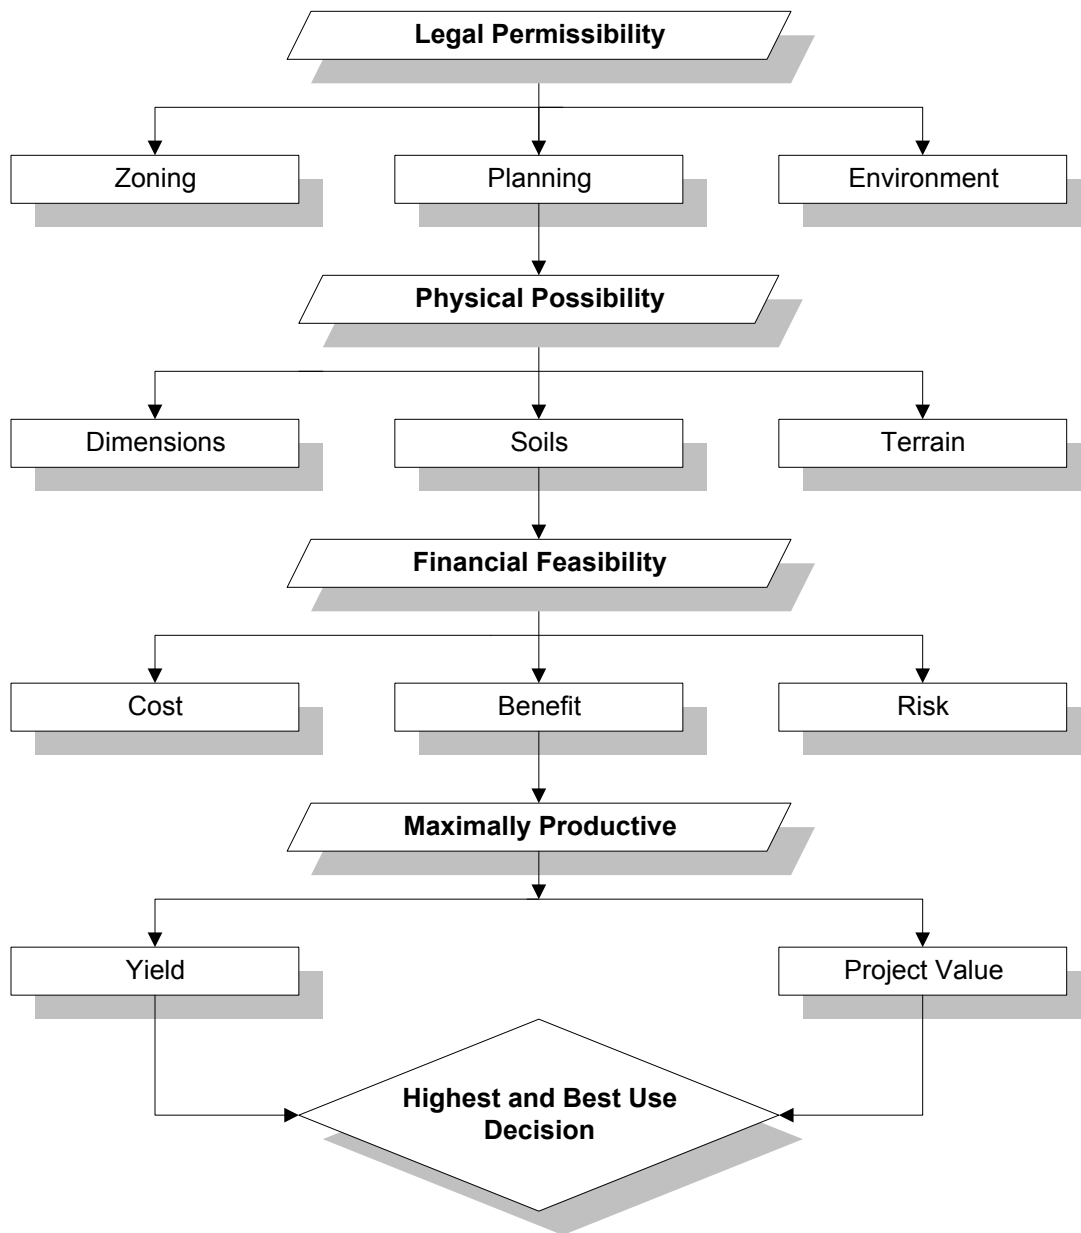 Legal Permissibility
Zoning
Planning
Environment
Physical Possibility
Dimensions
Soils
Terrain
Financial Feasibility
Cost
Benefit
Risk
Maximally Productive
Yield
Project Value
Highest and Best Use
Decision